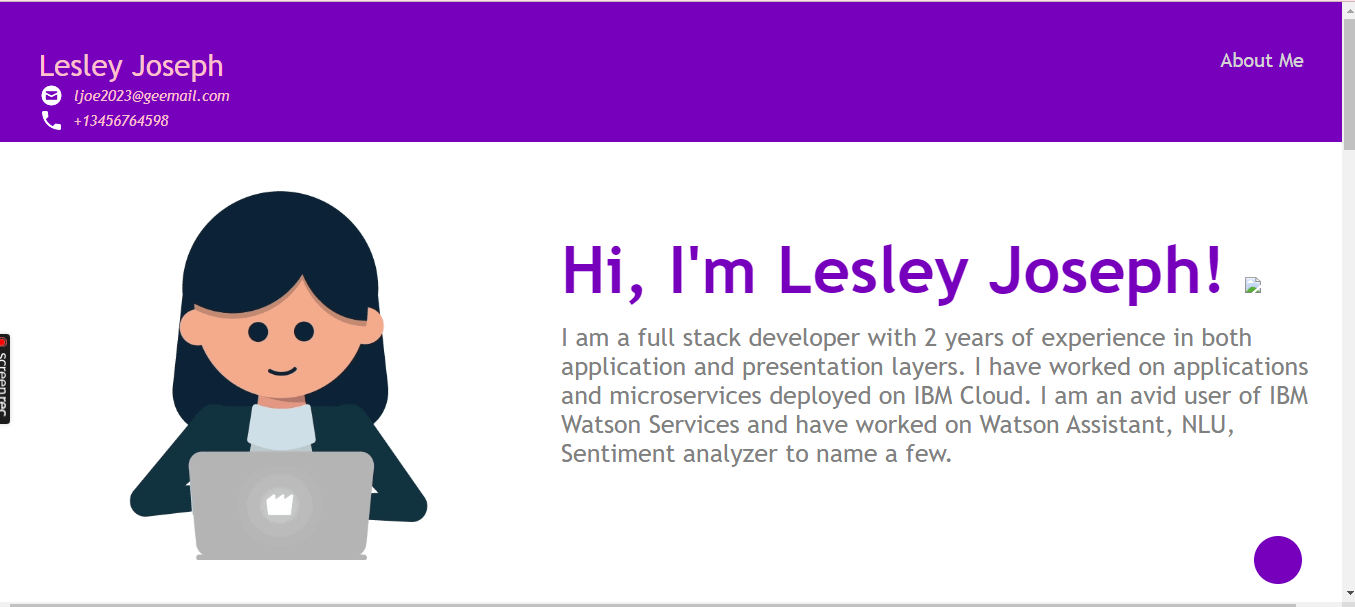 Lesley Joseph
About Me
ljoe2023@geemail.com
+13456764598
Hi, I'm Lesley Joseph!
I am a full stack developer with 2 years of experience in both
application and presentation layers. I have worked on applications
and microservices deployed on IBM Cloud. I am an avid user of IBM
Watson Services and have worked on Watson Assistant, NLU,
Sentiment analyzer to name a few.
screenrec